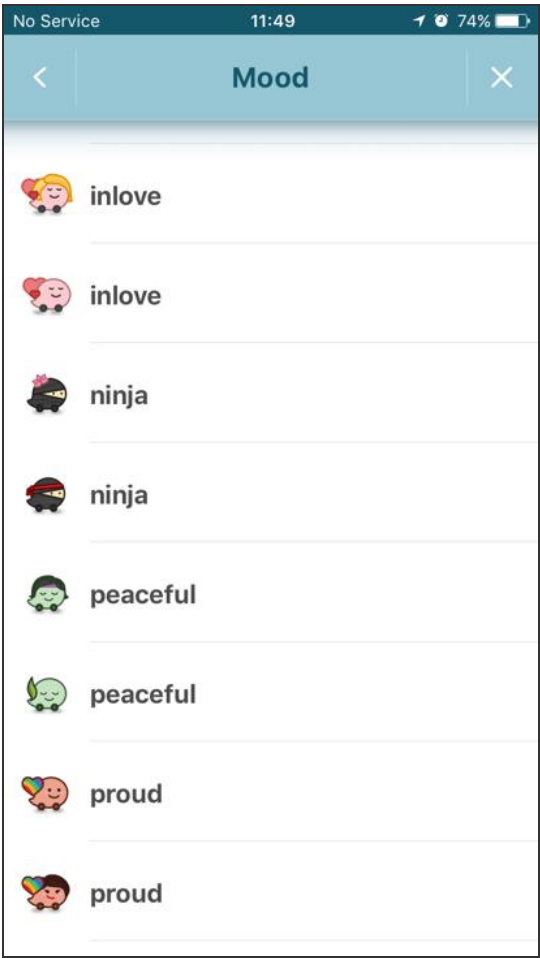 No Service 11:49 74%
Mood
inlove
inlove
ninja
ninja
peaceful
peaceful
proud
proud